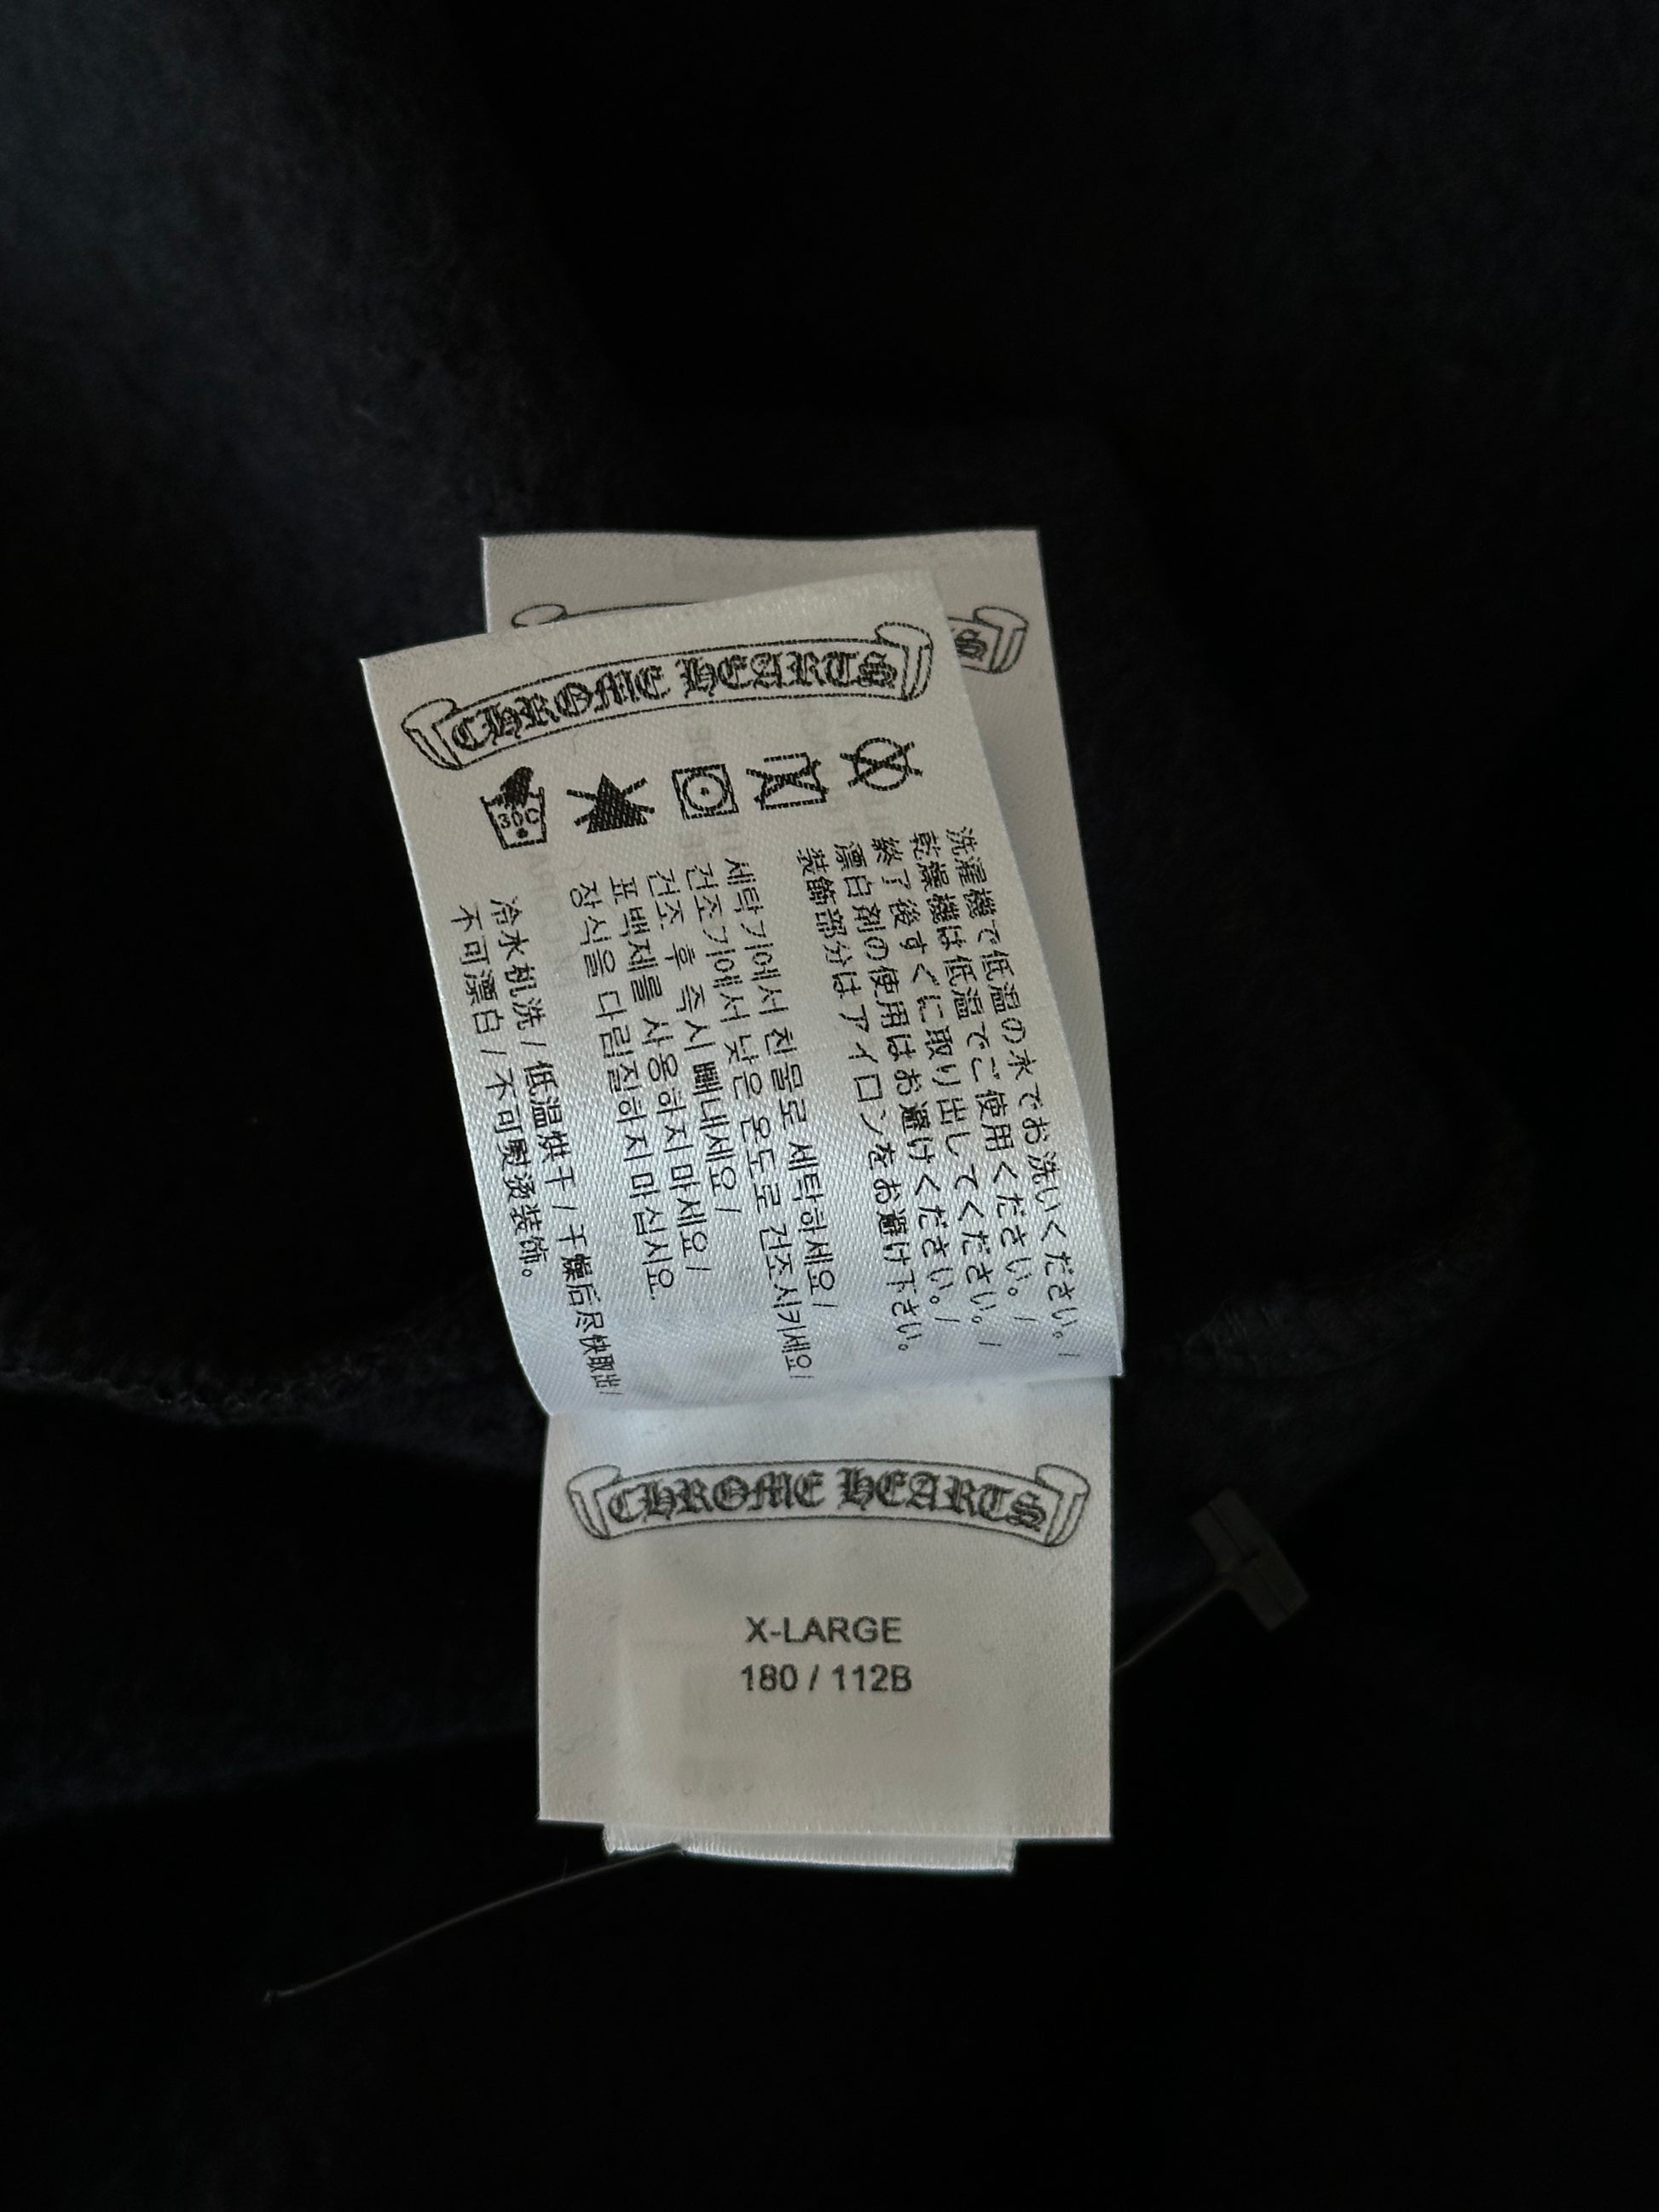 CHROME HEARTS
30C
洗濯機で低温の水でお洗いください。/
乾燥機は低温でご使用ください。/
終了後すぐに取り出してください。/
漂白剤の使用はお避けください。/
装飾部分はアイロンをお避け下さい。
세탁기에서 찬물로 세탁하세요/
건조기에서 낮은 온도로 건조시키세요/
건조 후 즉시 빼내세요/
표백제를 사용하지 마세요/
장식을 다림질하지 마십시요.
冷水机洗/低温烘干/干燥后尽快取出/
不可漂白/不可熨烫装饰。
CHROME HEARTS
X-LARGE
180 / 112B